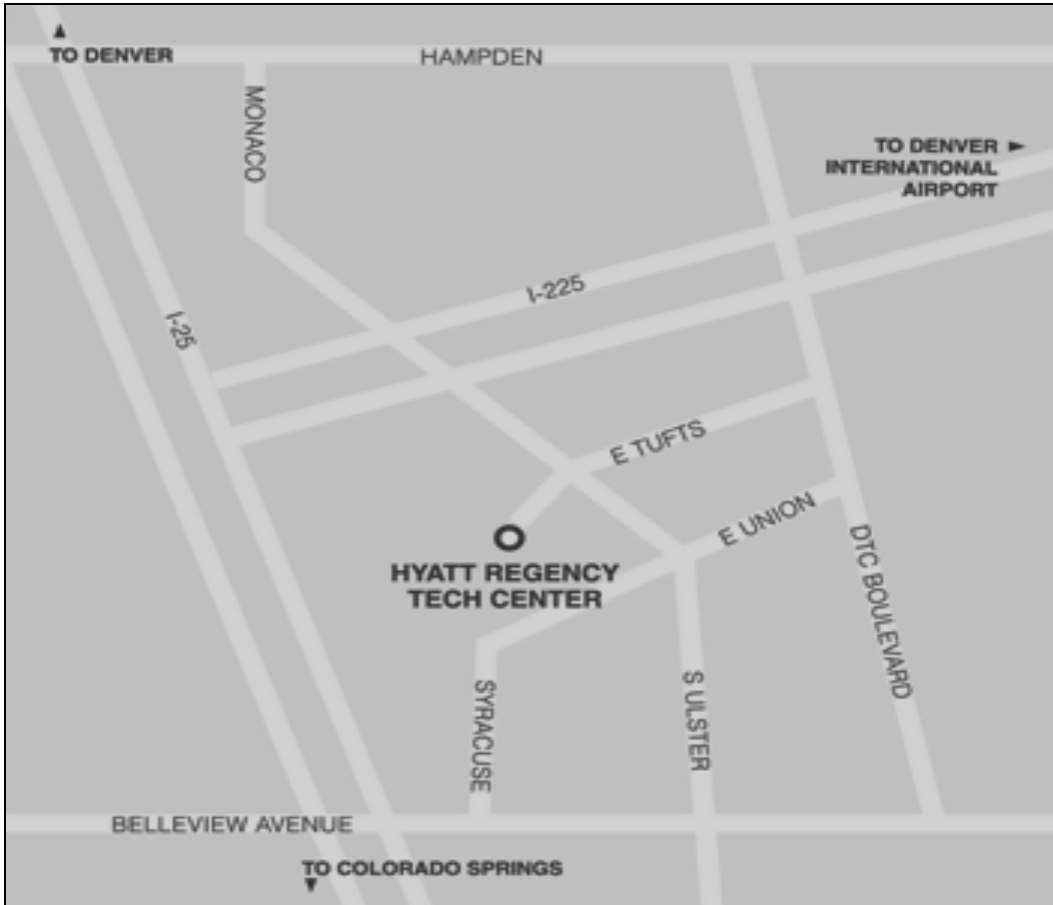 TO DENVER
HAMPDEN
MONACO
TO DENVER
INTERNATIONAL
AIRPORT
I-225
I-25
E TUFTS
E UNION
HYATT REGENCY
TECH CENTER
DTC BOULEVARD
SYRACUSE
S ULSTER
BELLEVIEW AVENUE
TO COLORADO SPRINGS